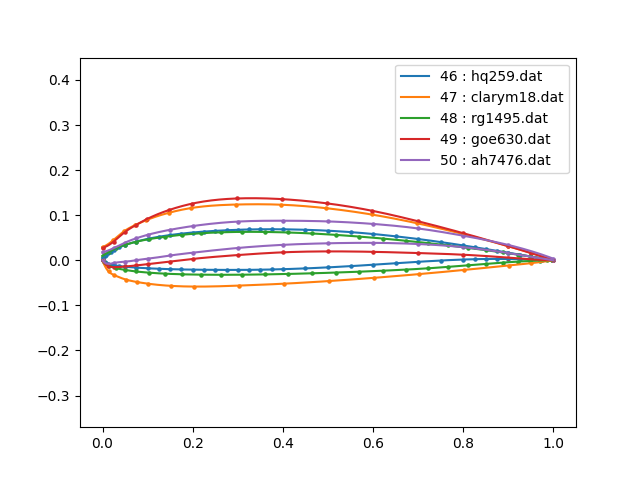 46 : hq259.dat
47 : clarym18.dat
48 : rg1495.dat
49 : goe630.dat
50 : ah7476.dat
0.4
0.3
0.2
0.1
0.0
−0.1
−0.2
−0.3
0.0 0.2 0.4 0.6 0.8 1.0